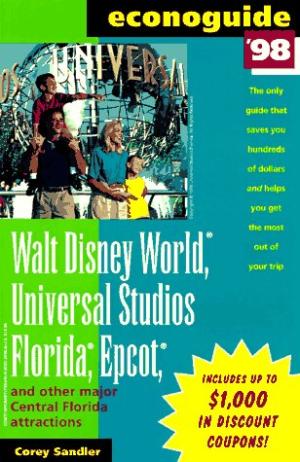 econoguide
'98
OS UNIVERSA
The only
guide that
saves you
hundreds
of dollars
and helps
you get
the most
out of
your trip
Walt Disney World,®
Universal Studios
Florida,® Epcot,®
and other major
Central Florida
attractions
INCLUDES UP TO
$1,000
IN DISCOUNT
COUPONS!
Corey Sandler